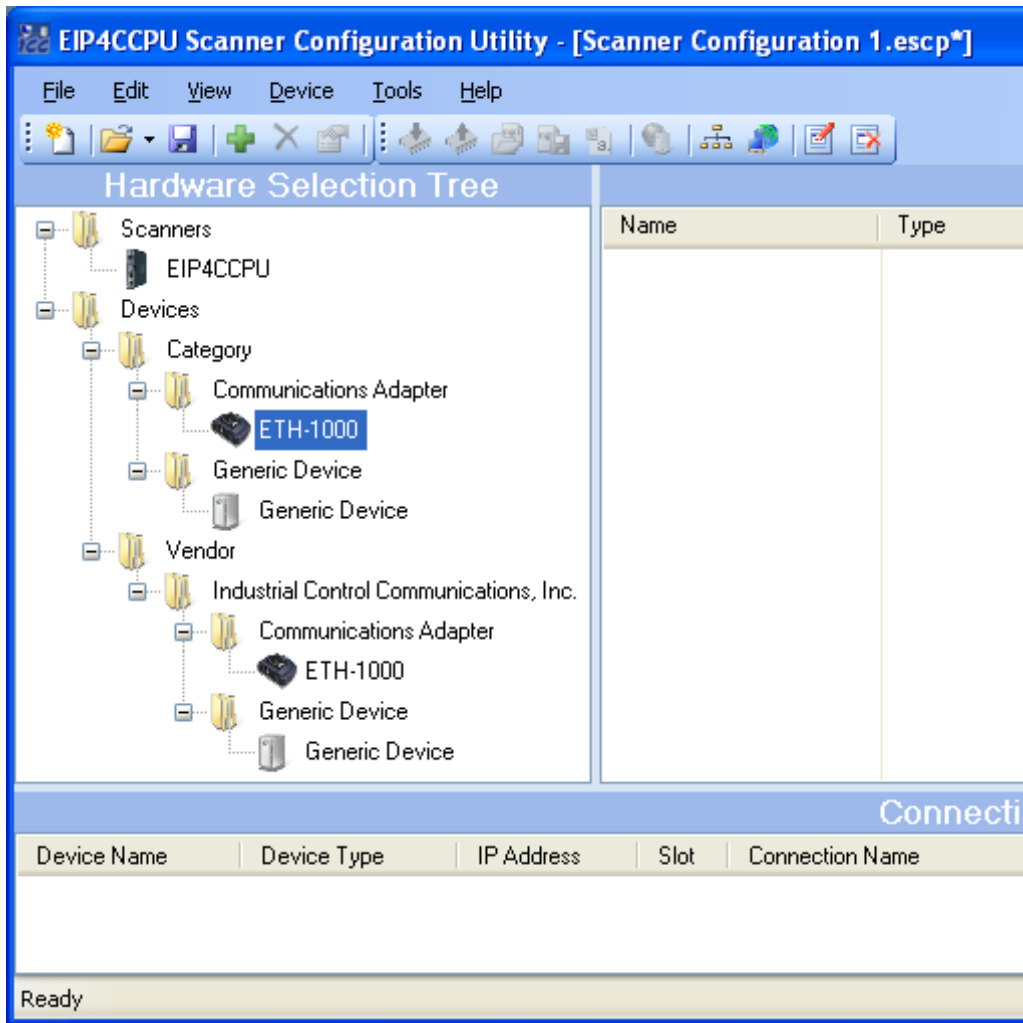 icc EIP4CCPU Scanner Configuration Utility - [Scanner Configuration 1.escp*]
File Edit View Device Tools Help
Hardware Selection Tree
Name Type
Scanners
EIP4CCPU
Devices
Category
Communications Adapter
ETH-1000
Generic Device
Generic Device
Vendor
Industrial Control Communications, Inc.
Communications Adapter
ETH-1000
Generic Device
Generic Device
Connecti
Device Name Device Type IP Address Slot Connection Name
Ready